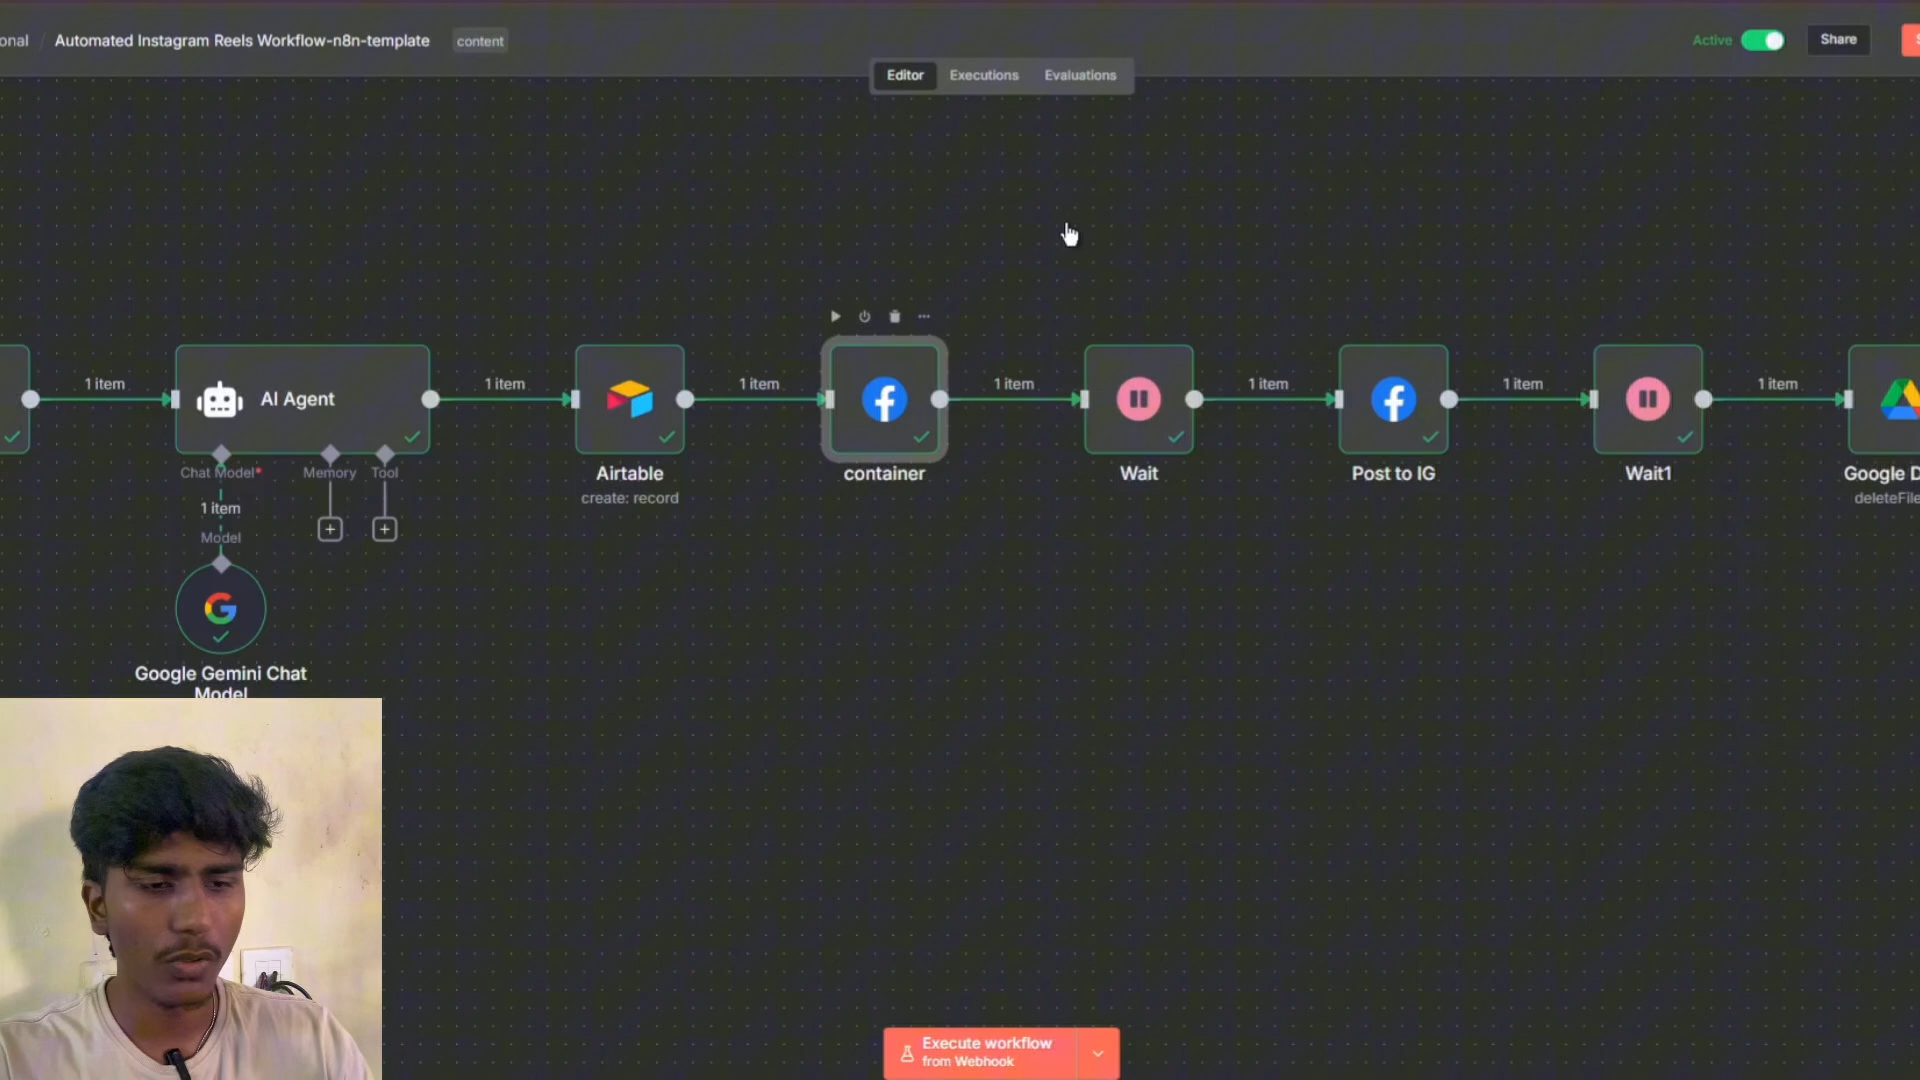 onal / Automated Instagram Reels Workflow-n8n-template content
Active Share S
Editor Executions Evaluations
1 item 1 item 1 item 1 item 1 item 1 item 1 item
AI Agent
Chat Model* Memory Tool
1 item
Model
Google Gemini Chat
Model
Airtable
create: record
container
Wait
Post to IG
Wait1
Google D
deleteFile
Execute workflow
from Webhook